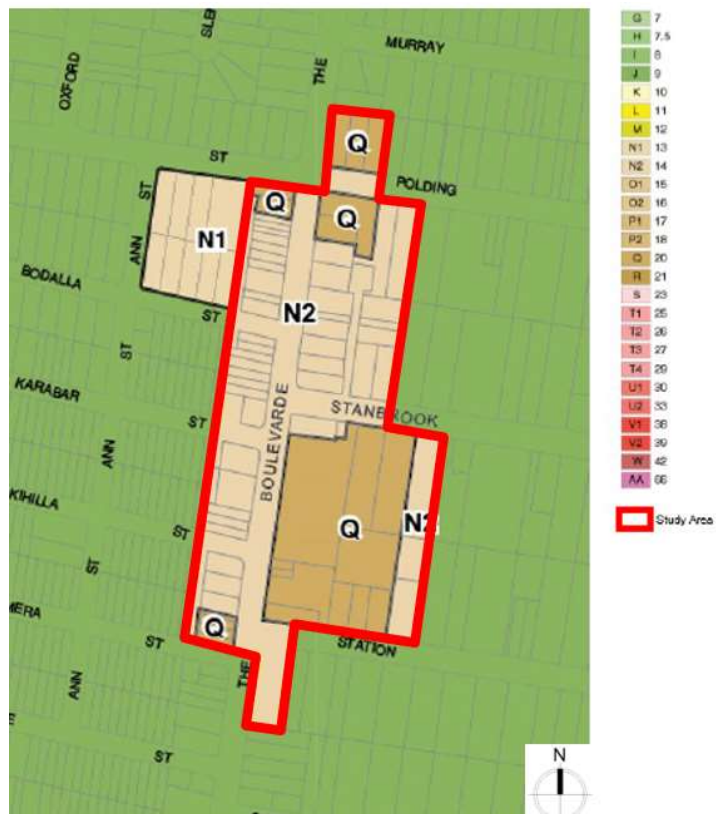 MURRAY
SLE
THE
OXFORD
Q
ST
POLDING
ST
Q
Q
N1
ANN
BODALLA
N2
ST
ST
KARABAR
STANBROOK
BOULEVARDE
ST
ANN
KIHILLA
N2
Q
ST
ST
Q
MERA
ST
STATION
THE
ANN
ST
N
G 7
H 7.5
I 8
J 9
K 10
L 11
M 12
N1 13
N2 14
O1 15
O2 16
P1 17
P2 18
Q 20
R 21
S 23
T1 25
T2 26
T3 27
T4 29
U1 30
U2 33
V1 38
V2 39
W 42
AA 66
Study Area